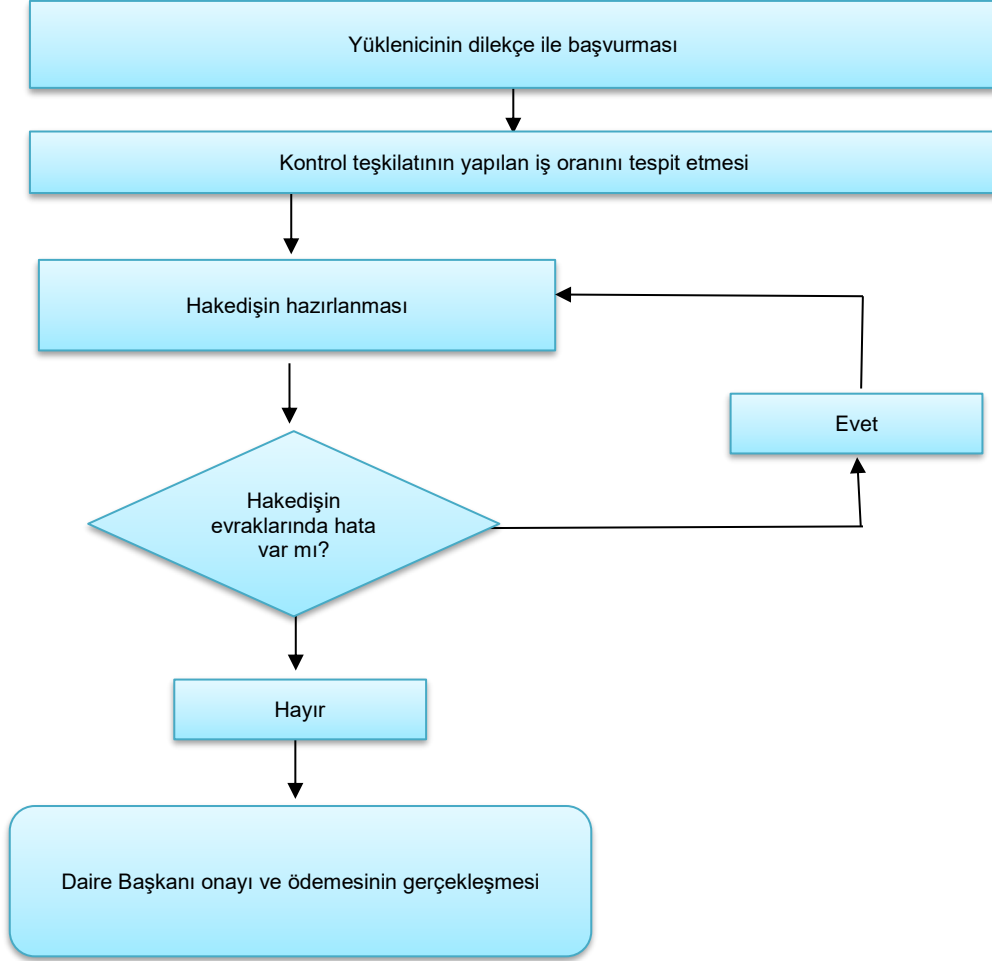 Yüklenicinin dilekçe ile başvurması
Kontrol teşkilatının yapılan iş oranını tespit etmesi
Hakedişin hazırlanması
Evet
Hakedişin
evraklarında hata
var mı?
Hayır
Daire Başkanı onayı ve ödemesinin gerçekleşmesi